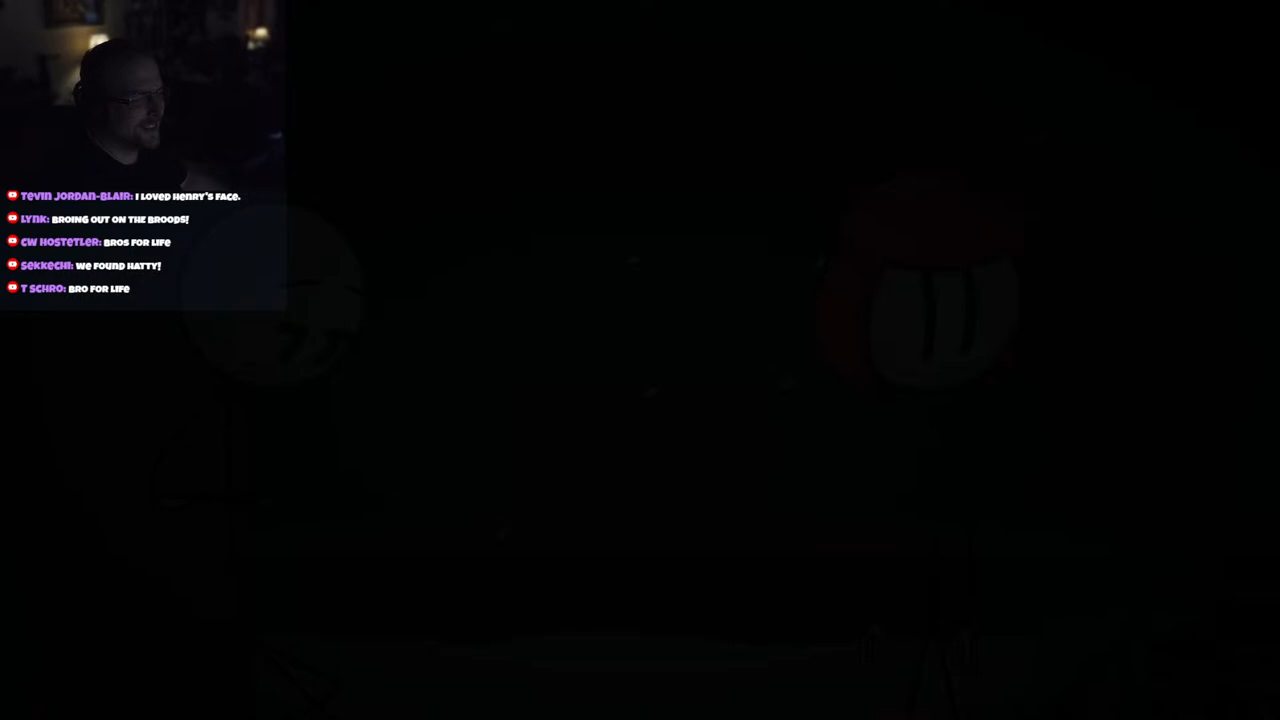 Tevin Jordan-Blair: I loved Henry's face.
Lynk: BROING OUT ON THE BROODS!
CW Hostetler: Bros for life
Sekkechi: We found Hatty!
T Schro: Bro for life